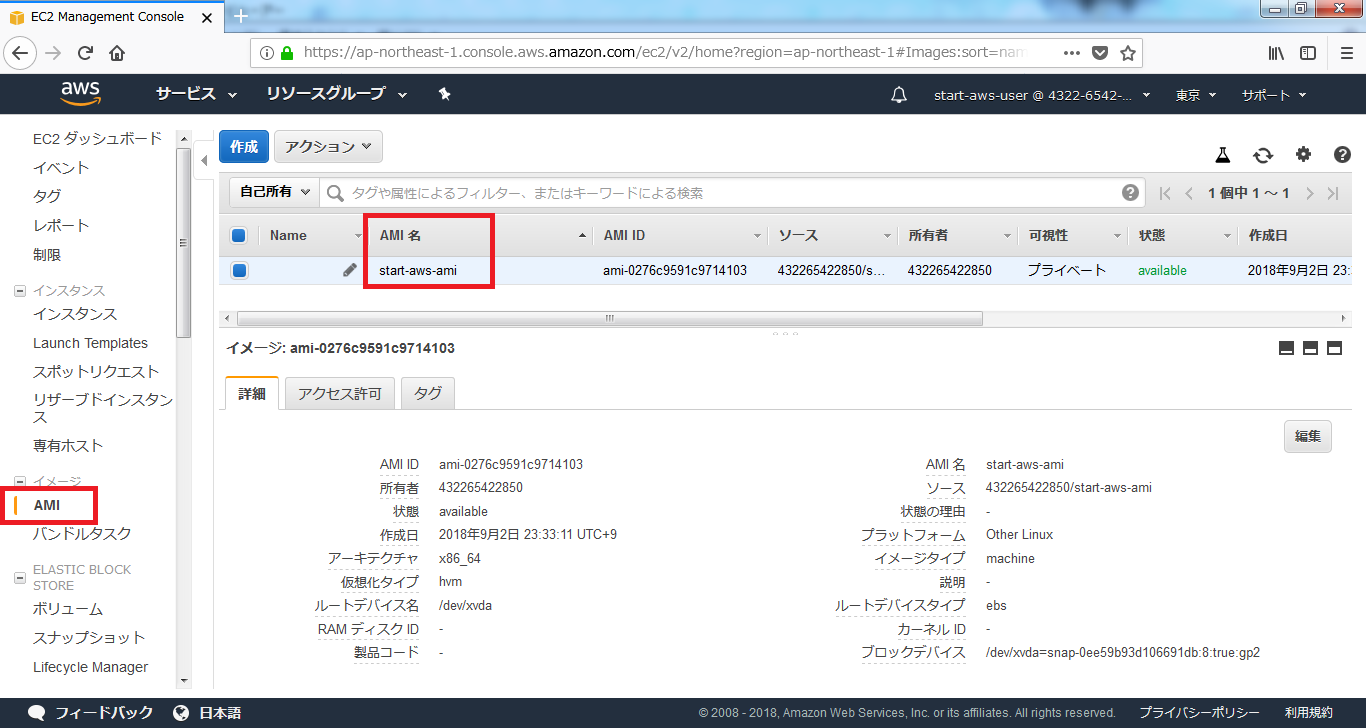 EC2 Management Console
https://ap-northeast-1.console.aws.amazon.com/ec2/v2/home?region=ap-northeast-1#Images:sort=nam
aws
サービス リソースグループ start-aws-user @ 4322-6542-... 東京 サポート
EC2 ダッシュボード
イベント
タグ
レポート
制限
インスタンス
インスタンス
Launch Templates
スポットリクエスト
リザーブドインスタン
ス
専有ホスト
イメージ
AMI
バンドルタスク
ELASTIC BLOCK
STORE
ボリューム
スナップショット
Lifecycle Manager
作成 アクション
自己所有 タグや属性によるフィルター、またはキーワードによる検索 1 個中 1 ～ 1
Name AMI 名 AMI ID ソース 所有者 可視性 状態 作成日
start-aws-ami ami-0276c9591c9714103 432265422850/s... 432265422850 プライベート available 2018年9月2日 23:
イメージ: ami-0276c9591c9714103
詳細 アクセス許可 タグ
編集
AMI ID ami-0276c9591c9714103 AMI 名 start-aws-ami
所有者 432265422850 ソース 432265422850/start-aws-ami
状態 available 状態の理由 -
作成日 2018年9月2日 23:33:11 UTC+9 プラットフォーム Other Linux
アーキテクチャ x86_64 イメージタイプ machine
仮想化タイプ hvm 説明 -
ルートデバイス名 /dev/xvda ルートデバイスタイプ ebs
RAM ディスク ID - カーネル ID -
製品コード - ブロックデバイス /dev/xvda=snap-0ee59b93d106691db:8:true:gp2
フィードバック 日本語 © 2008 - 2018, Amazon Web Services, Inc. or its affiliates. All rights reserved. プライバシーポリシー 利用規約